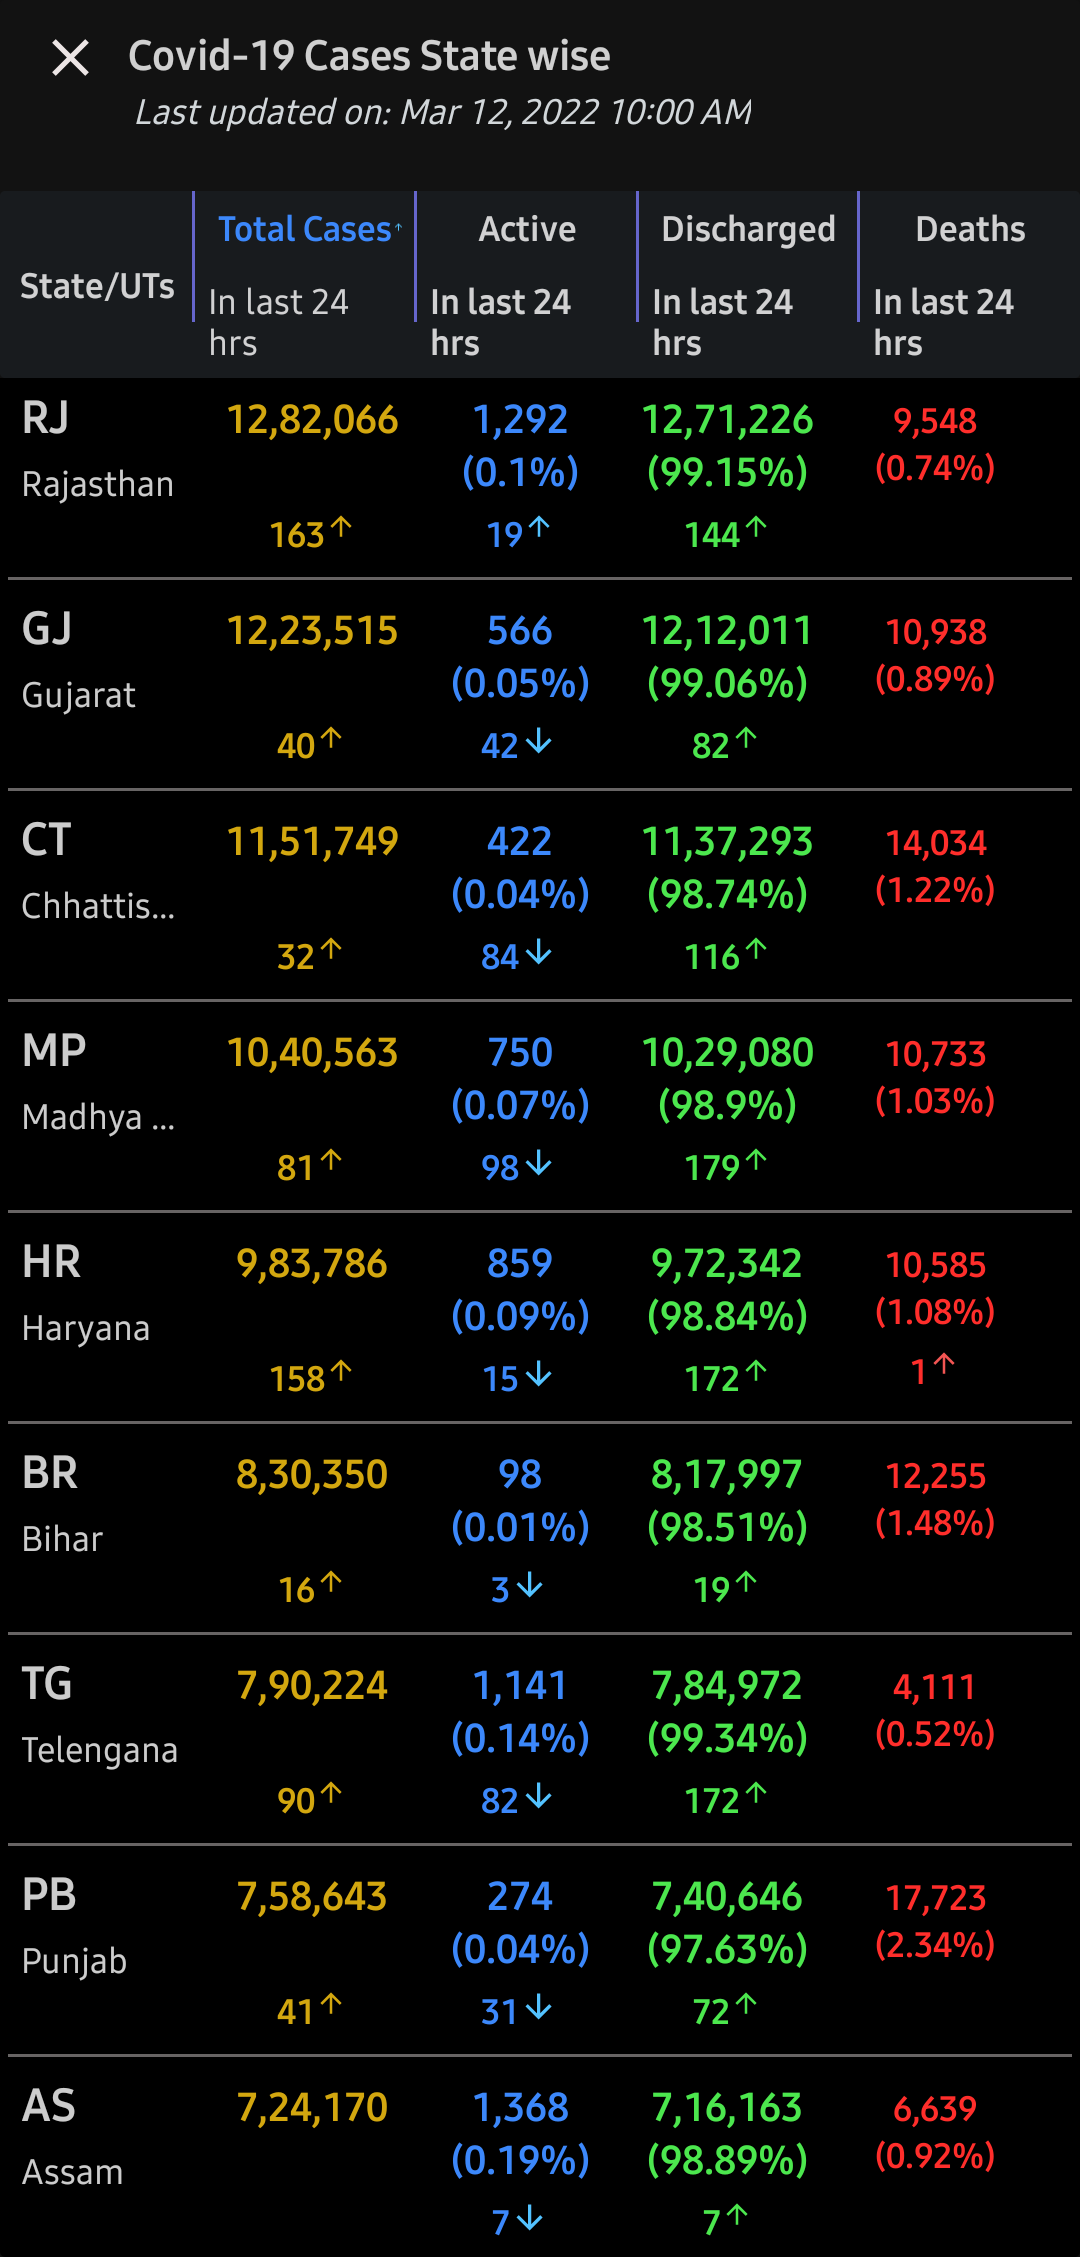 Covid-19 Cases State wise
Last updated on: Mar 12, 2022 10:00 AM
State/UTs
Total Cases↑ Active Discharged Deaths
In last 24 hrs In last 24 hrs In last 24 hrs In last 24 hrs
RJ 12,82,066 1,292 12,71,226 9,548
Rajasthan (0.1%) (99.15%) (0.74%)
163↑ 19↑ 144↑
GJ 12,23,515 566 12,12,011 10,938
Gujarat (0.05%) (99.06%) (0.89%)
40↑ 42↓ 82↑
CT 11,51,749 422 11,37,293 14,034
Chhattis... (0.04%) (98.74%) (1.22%)
32↑ 84↓ 116↑
MP 10,40,563 750 10,29,080 10,733
Madhya ... (0.07%) (98.9%) (1.03%)
81↑ 98↓ 179↑
HR 9,83,786 859 9,72,342 10,585
Haryana (0.09%) (98.84%) (1.08%)
158↑ 15↓ 172↑ 1↑
BR 8,30,350 98 8,17,997 12,255
Bihar (0.01%) (98.51%) (1.48%)
16↑ 3↓ 19↑
TG 7,90,224 1,141 7,84,972 4,111
Telengana (0.14%) (99.34%) (0.52%)
90↑ 82↓ 172↑
PB 7,58,643 274 7,40,646 17,723
Punjab (0.04%) (97.63%) (2.34%)
41↑ 31↓ 72↑
AS 7,24,170 1,368 7,16,163 6,639
Assam (0.19%) (98.89%) (0.92%)
7↓ 7↑